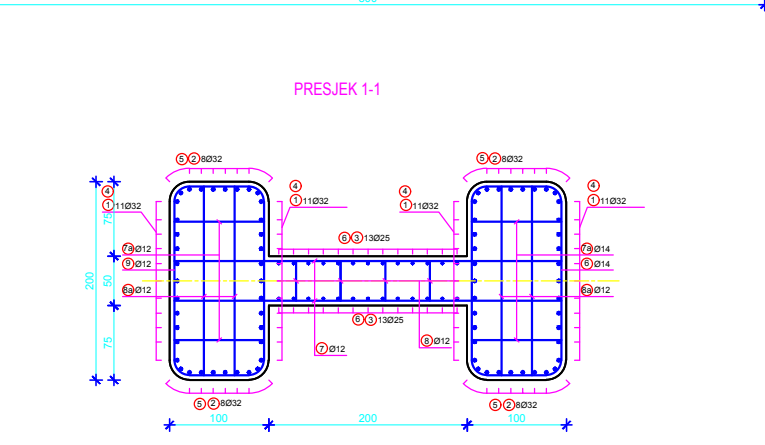 PRESJEK 1-1
5 2 8Ø32
5 2 8Ø32
4
1 11Ø32
4
1 11Ø32
4
1 11Ø32
4
1 11Ø32
6 3 13Ø25
7a Ø12
9 Ø12
8a Ø12
7a Ø14
6 Ø14
8a Ø12
6 3 13Ø25
7 Ø12
8 Ø12
75
50
75
200
5 2 8Ø32
5 2 8Ø32
100
200
100